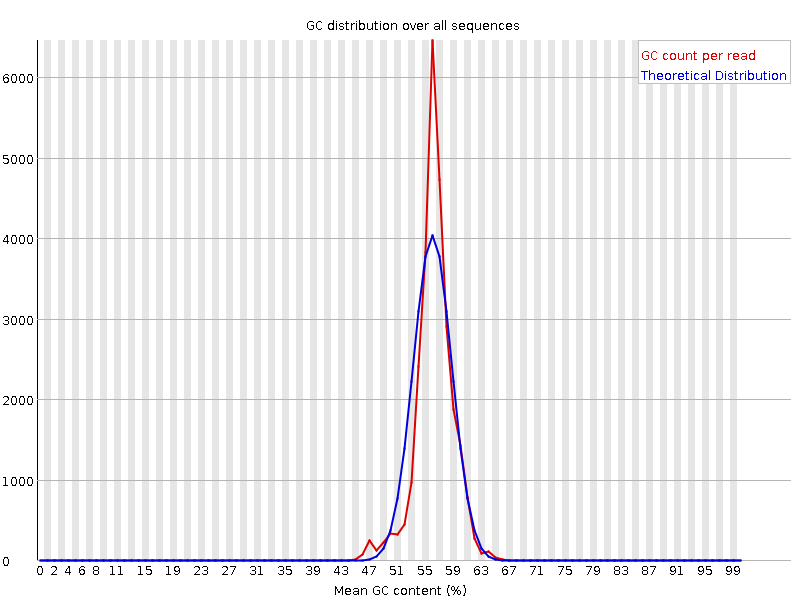 GC distribution over all sequences
GC count per read
Theoretical Distribution
6000
5000
4000
3000
2000
1000
0
0 2 4 6 8 11 15 19 23 27 31 35 39 43 47 51 55 59 63 67 71 75 79 83 87 91 95 99
Mean GC content (%)